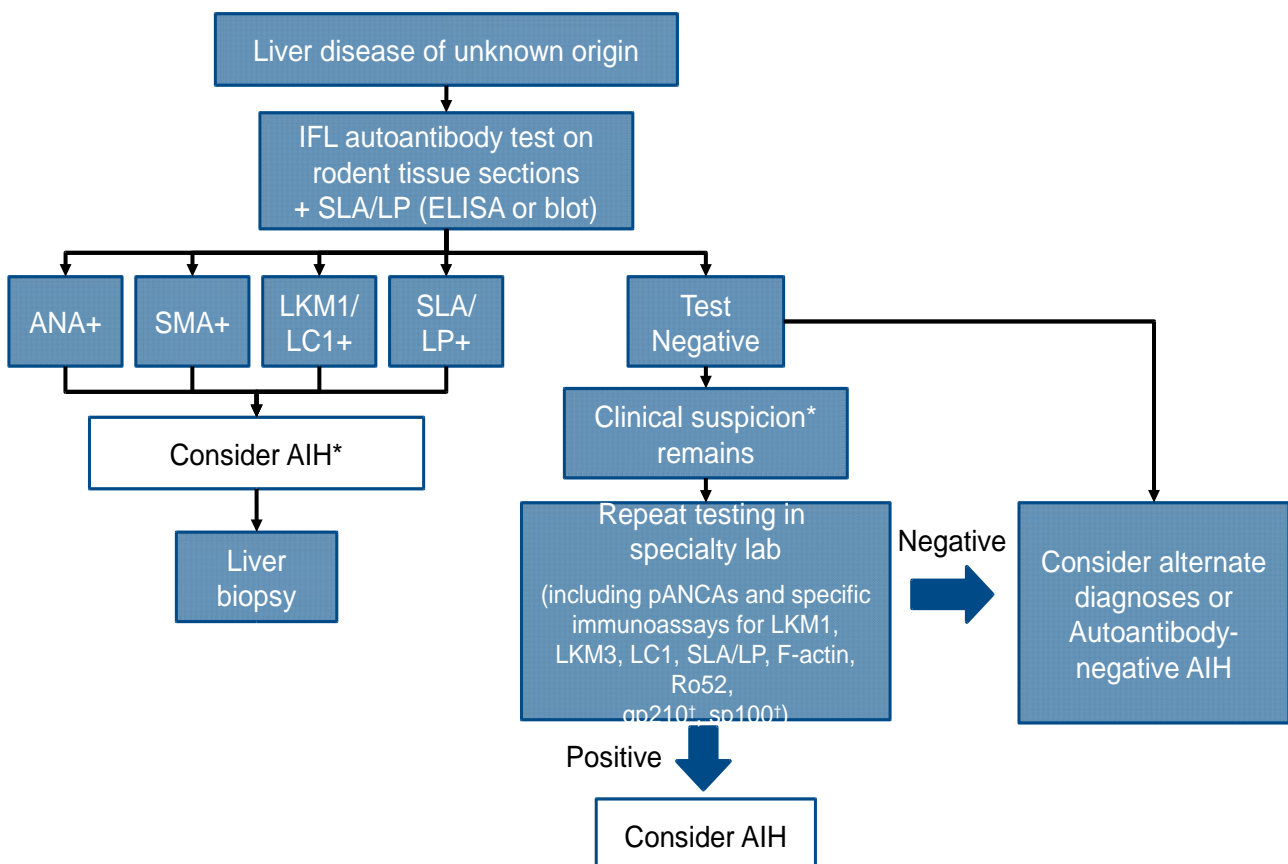 Liver disease of unknown origin
IFL autoantibody test on
rodent tissue sections
+ SLA/LP (ELISA or blot)
ANA+
SMA+
LKM1/
LC1+
SLA/
LP+
Test
Negative
Consider AIH*
Clinical suspicion*
remains
Liver
biopsy
Repeat testing in
specialty lab
(including pANCAs and specific
immunoassays for LKM1,
LKM3, LC1, SLA/LP, F-actin,
Ro52,
gp210†, sp100†)
Negative
Consider alternate
diagnoses or
Autoantibody-
negative AIH
Positive
Consider AIH